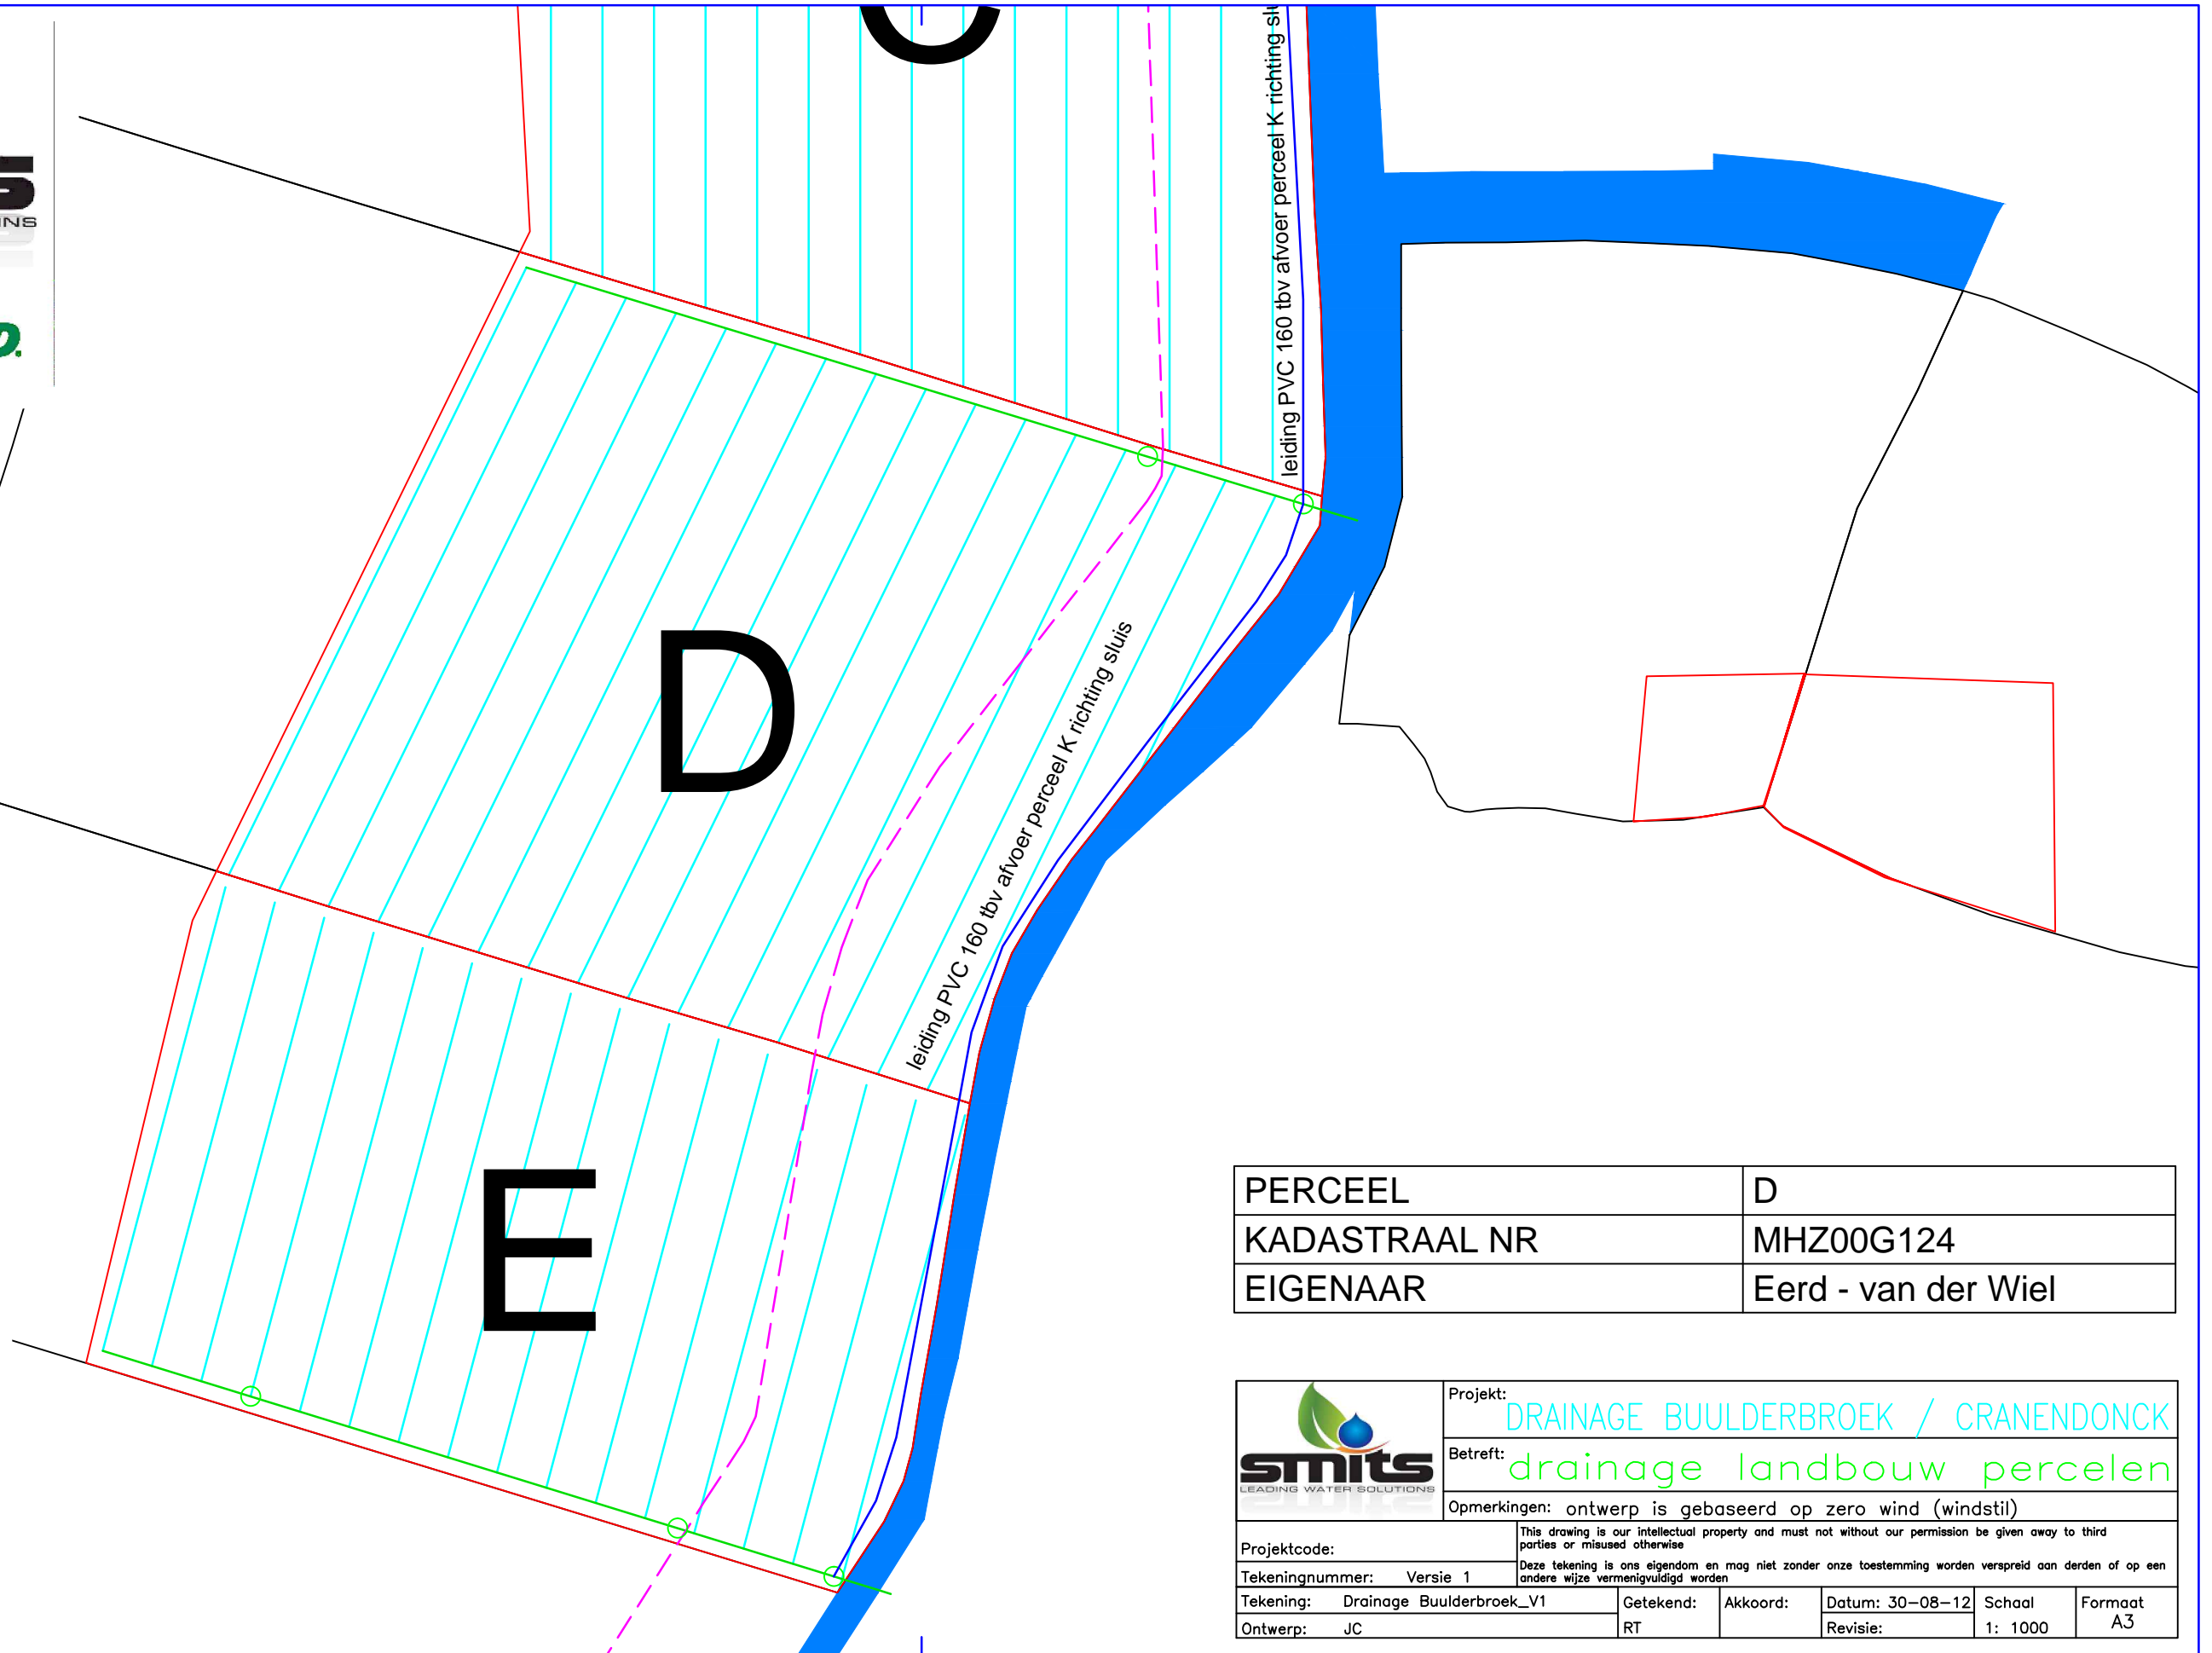 C
leiding PVC 160 tbv afvoer perceel K richting
D
leiding PVC 160 tbv afvoer perceel K richting sluis
E
PERCEEL D
KADASTRAAL NR MHZ00G124
EIGENAAR Eerd - van der Wiel
smits
LEADING WATER SOLUTIONS
Projekt: DRAINAGE BUULDERBROEK / CRANENDONCK
Betreft: drainage landbouw percelen
Opmerkingen: ontwerp is gebaseerd op zero wind (windstil)
This drawing is our intellectual property and must not without our permission be given away to third
parties or misused otherwise
Deze tekening is ons eigendom en mag niet zonder onze toestemming worden verspreid aan derden of op een
andere wijze vermenigvuldigd worden
Projektcode:
Tekeningnummer: Versie 1
Tekening: Drainage Buulderbroek_V1
Ontwerp: JC
Getekend:
RT
Akkoord:
Datum: 30-08-12
Revisie:
Schaal
1: 1000
Formaat
A3